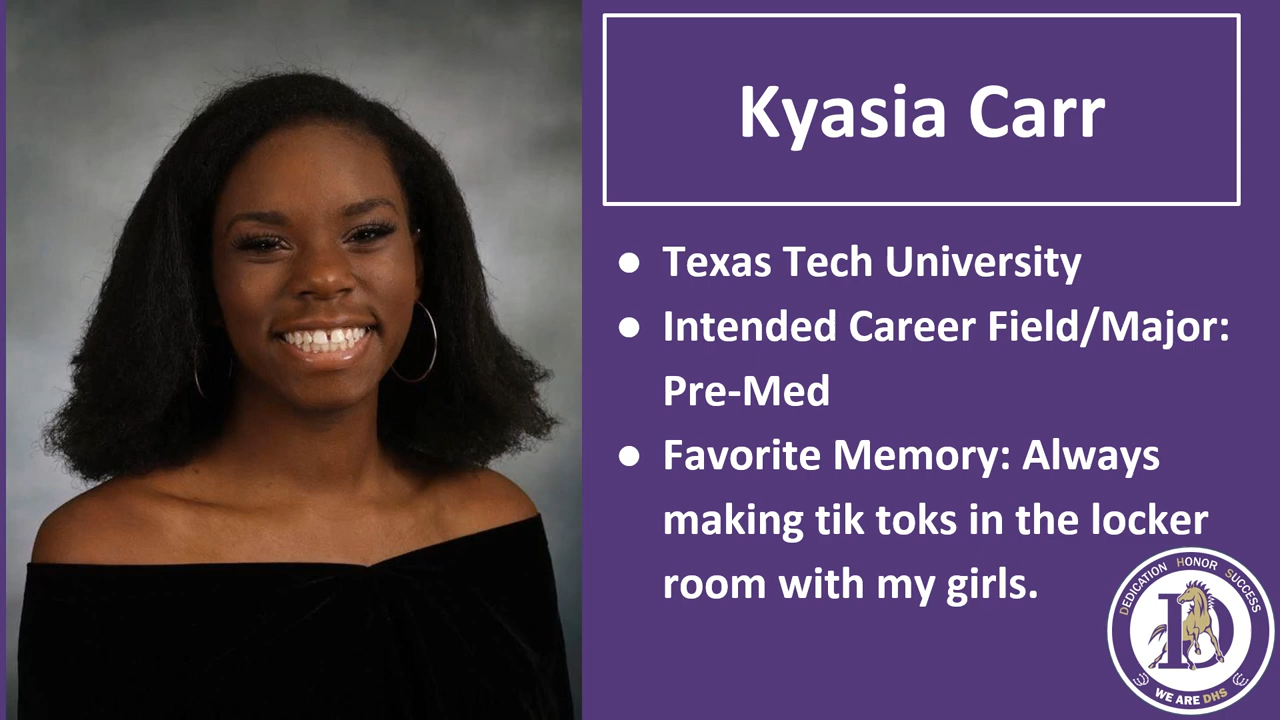 Kyasia Carr
● Texas Tech University
● Intended Career Field/Major:
Pre-Med
● Favorite Memory: Always
making tik toks in the locker
room with my girls.
DEDICATION HONOR SUCCESS
D
WE ARE DHS